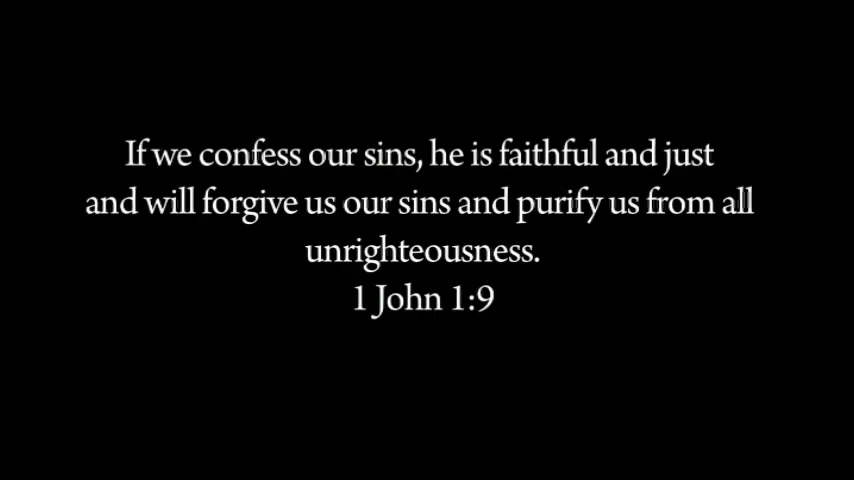 If we confess our sins, he is faithful and just
and will forgive us our sins and purify us from all
unrighteousness.
1 John 1:9